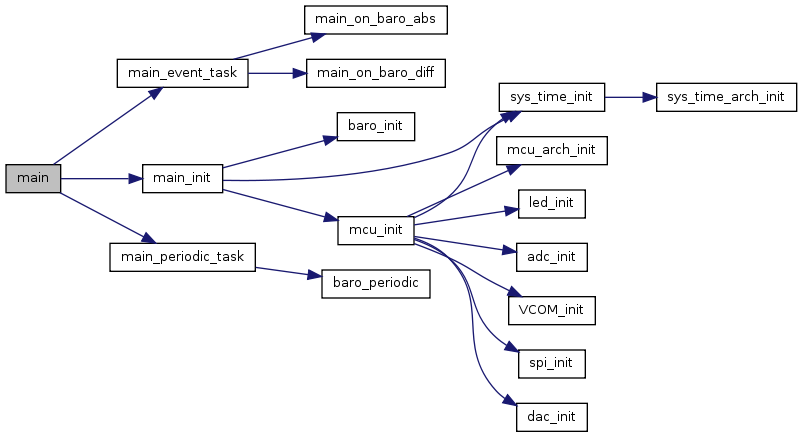 main_on_baro_abs
main_event_task
main_on_baro_diff
sys_time_init
sys_time_arch_init
baro_init
mcu_arch_init
main
main_init
led_init
mcu_init
main_periodic_task
adc_init
baro_periodic
VCOM_init
spi_init
dac_init